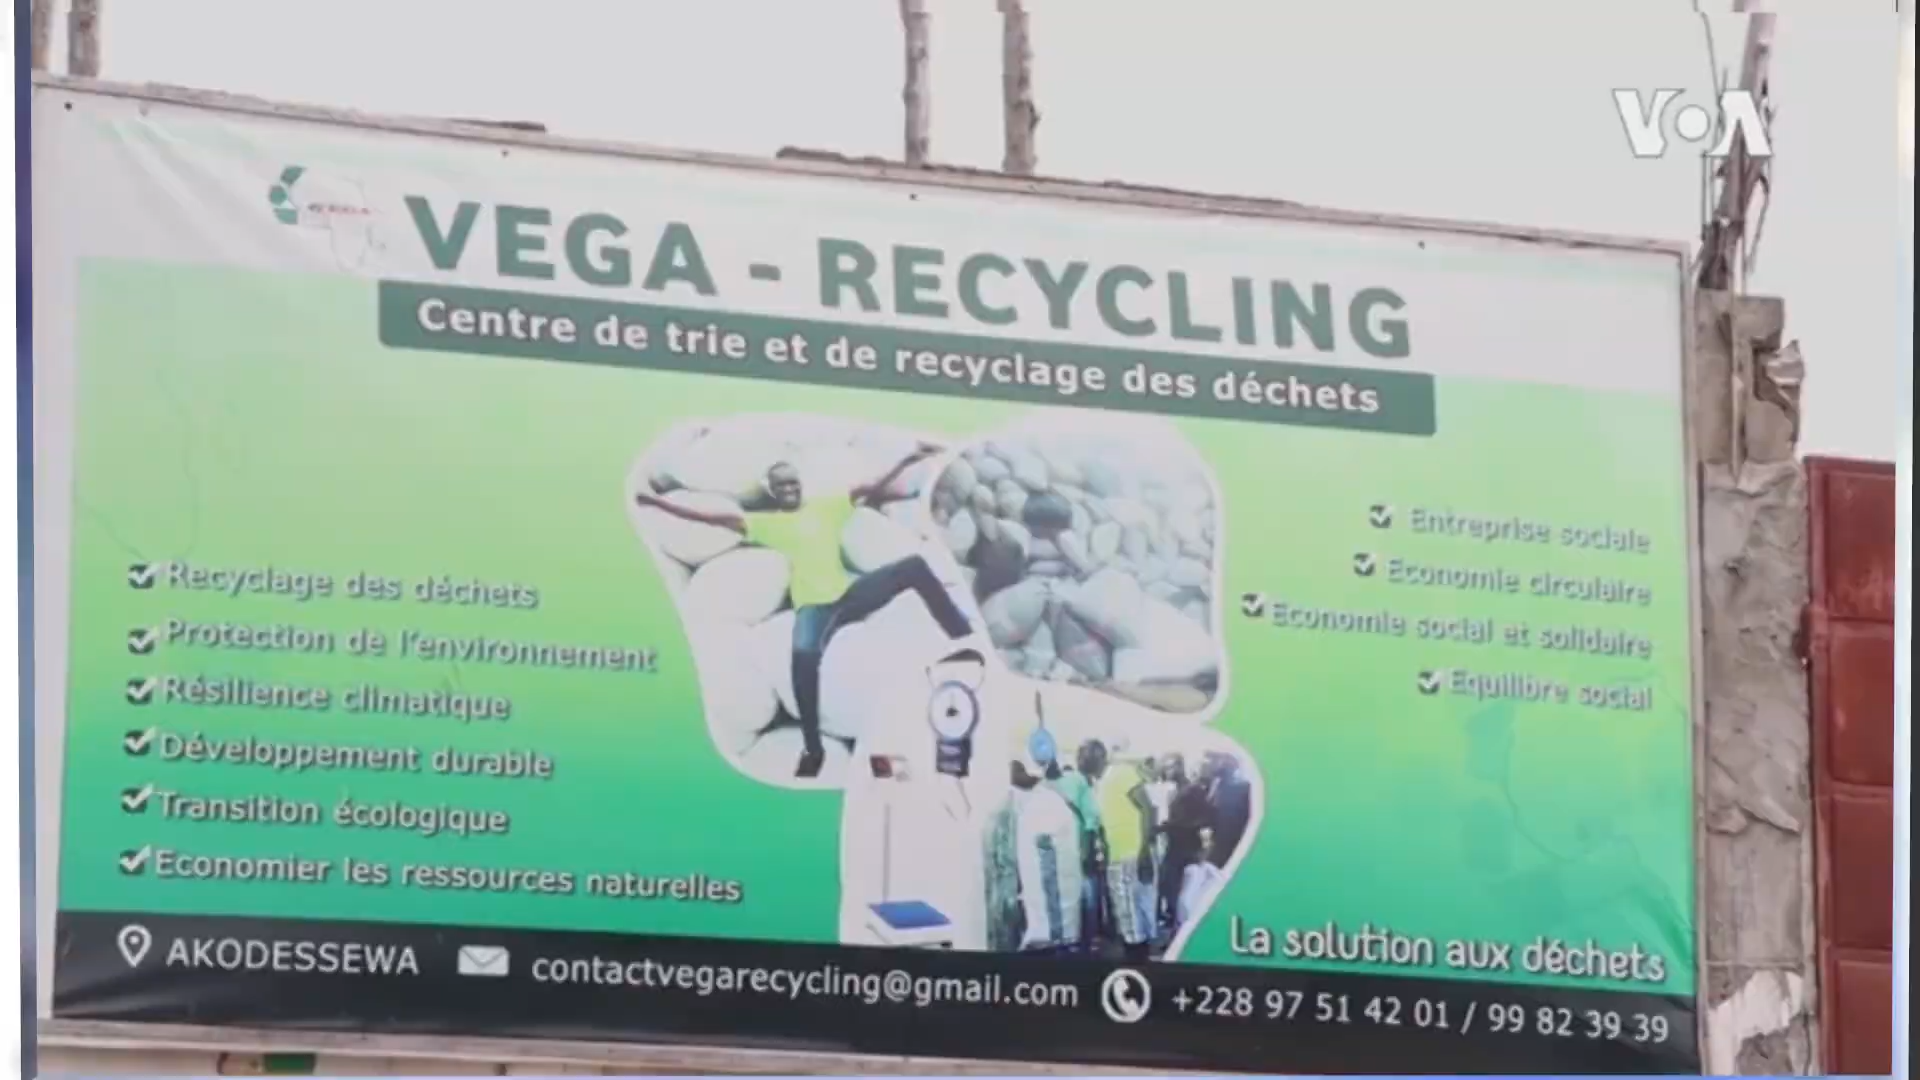 VOA
VEGA - RECYCLING
Centre de trie et de recyclage des déchets
Recyclage des déchets
Protection de l'environnement
Résilience climatique
Développement durable
Transition écologique
Economier les ressources naturelles
Entreprise sociale
Economie circulaire
Economie social et solidaire
Equilibre social
La solution aux déchets
AKODESSEWA contactvegarecycling@gmail.com +228 97 51 42 01 / 99 82 39 39